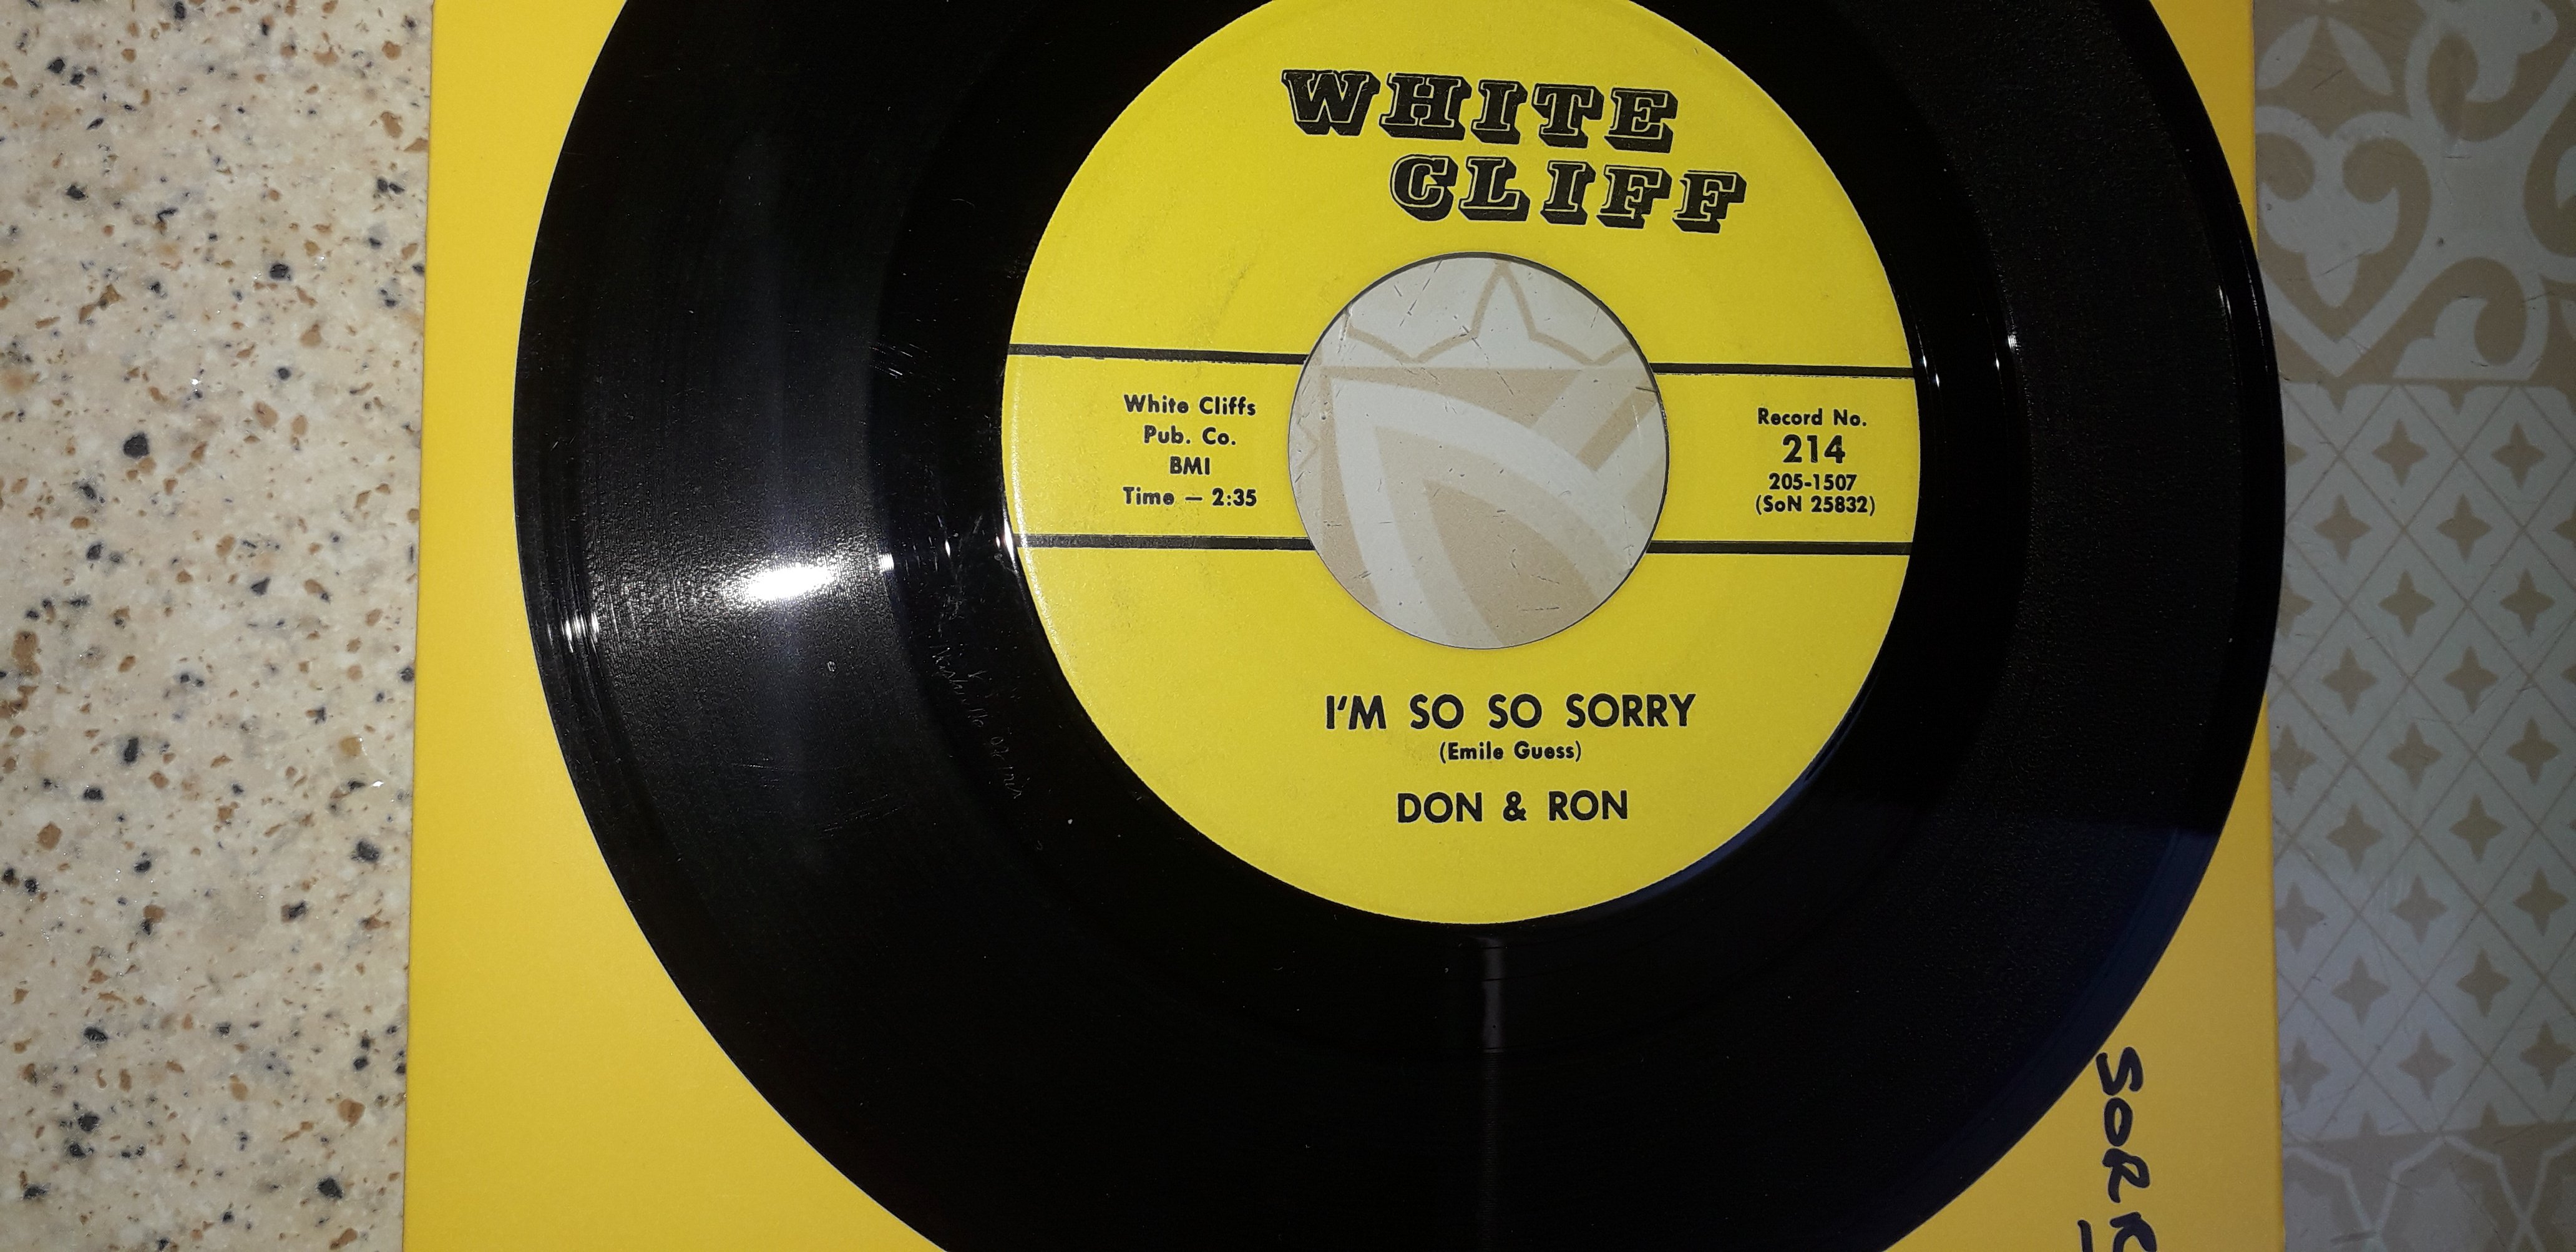 WHITE
CLIFF
White Cliffs
Pub. Co.
BMI
Time — 2:35
Record No.
214
205-1507
(SoN 25832)
I'M SO SO SORRY
(Emile Guess)
DON & RON
SOR